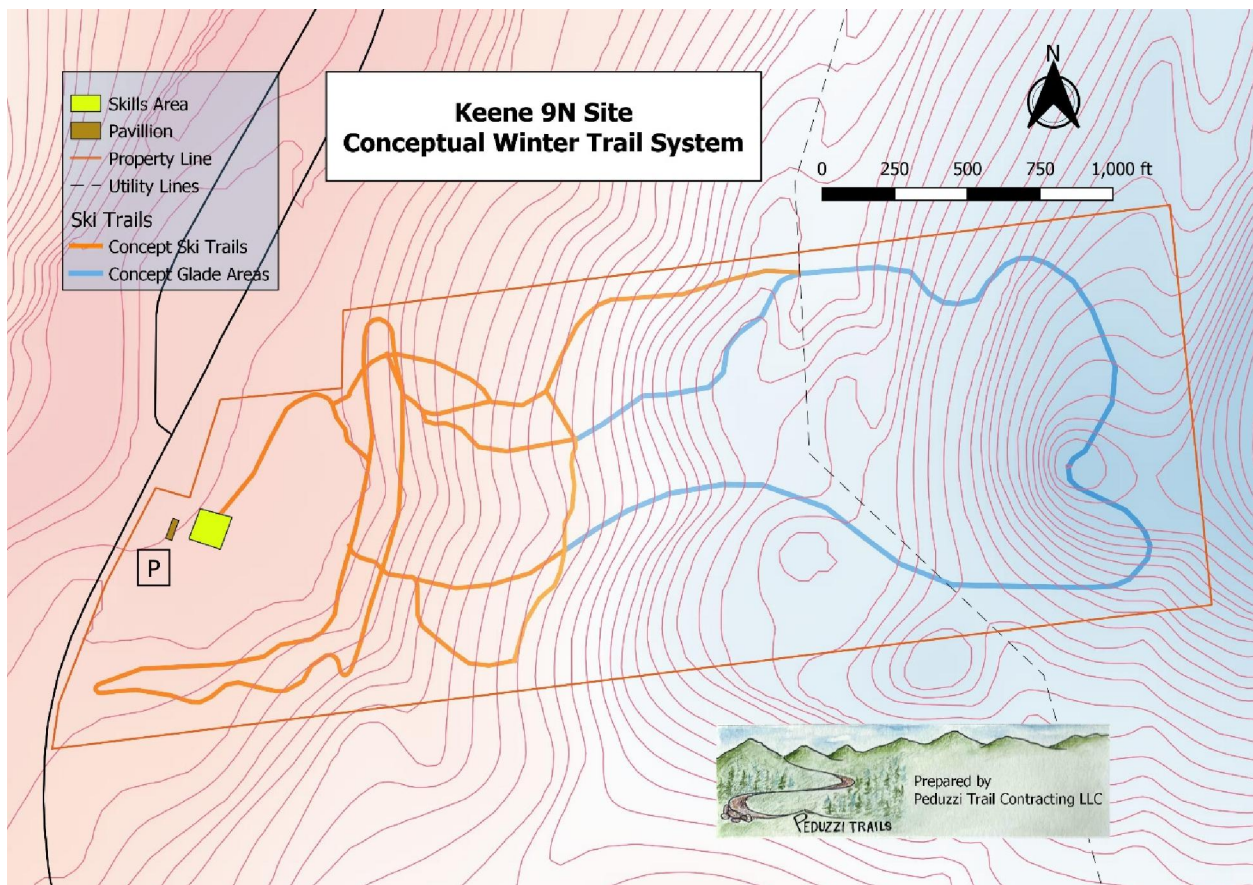 Keene 9N Site
Conceptual Winter Trail System
Skills Area
Pavillion
Property Line
Utility Lines
Ski Trails
Concept Ski Trails
Concept Glade Areas
N
0 250 500 750 1,000 ft
P
Prepared by
Peduzzi Trail Contracting LLC
PEDUZZI TRAILS